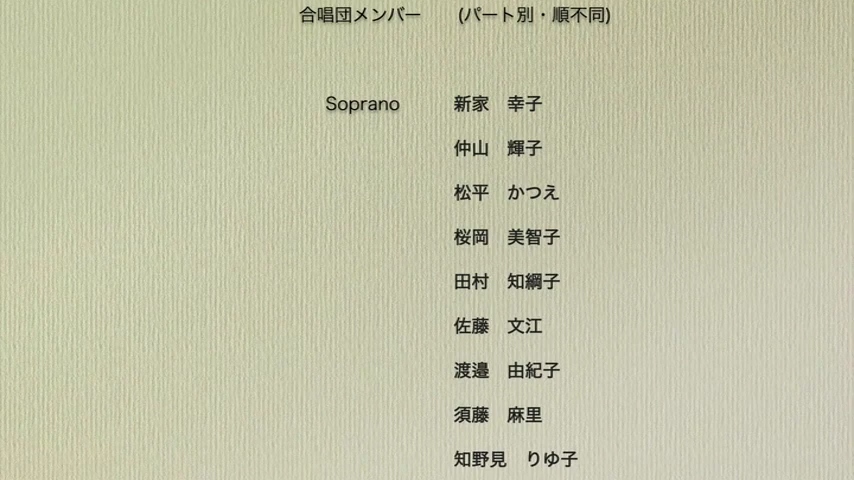 合唱団メンバー　　(パート別・順不同)
Soprano　　　新家　幸子
仲山　輝子
松平　かつえ
桜岡　美智子
田村　知綱子
佐藤　文江
渡邉　由紀子
須藤　麻里
知野見　りゆ子